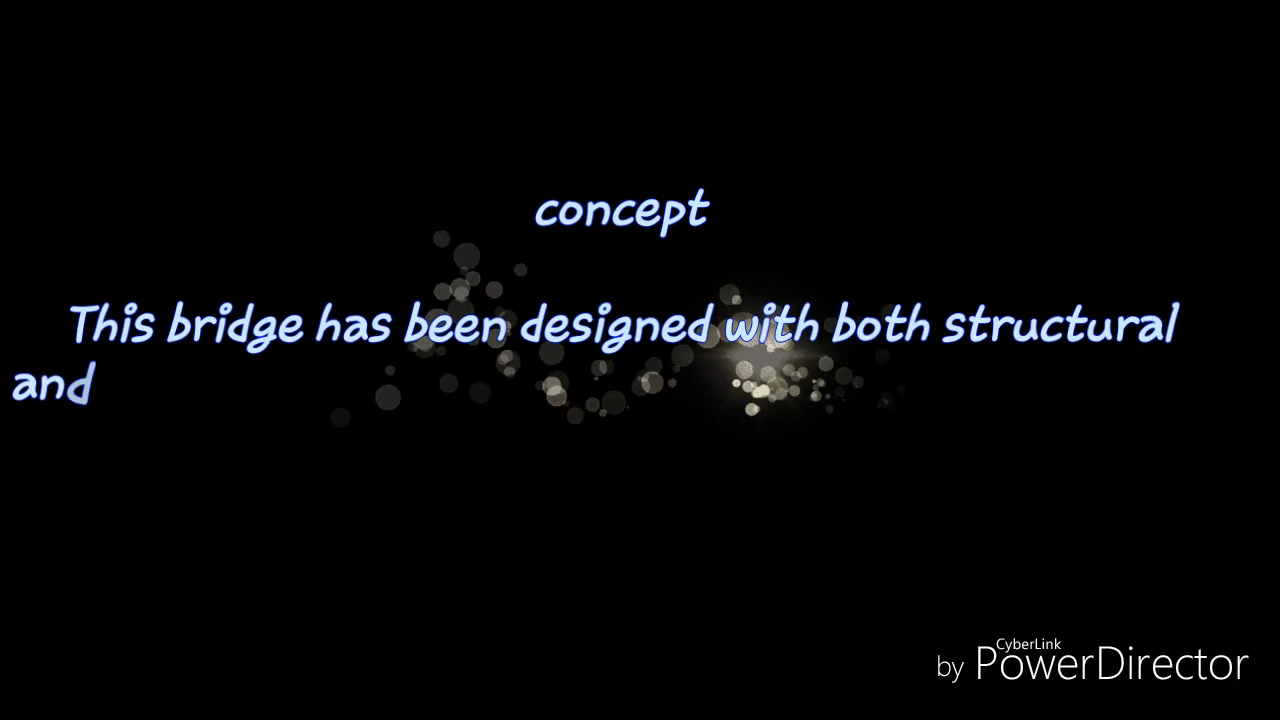 concept
This bridge has been designed with both structural
and
CyberLink
by PowerDirector